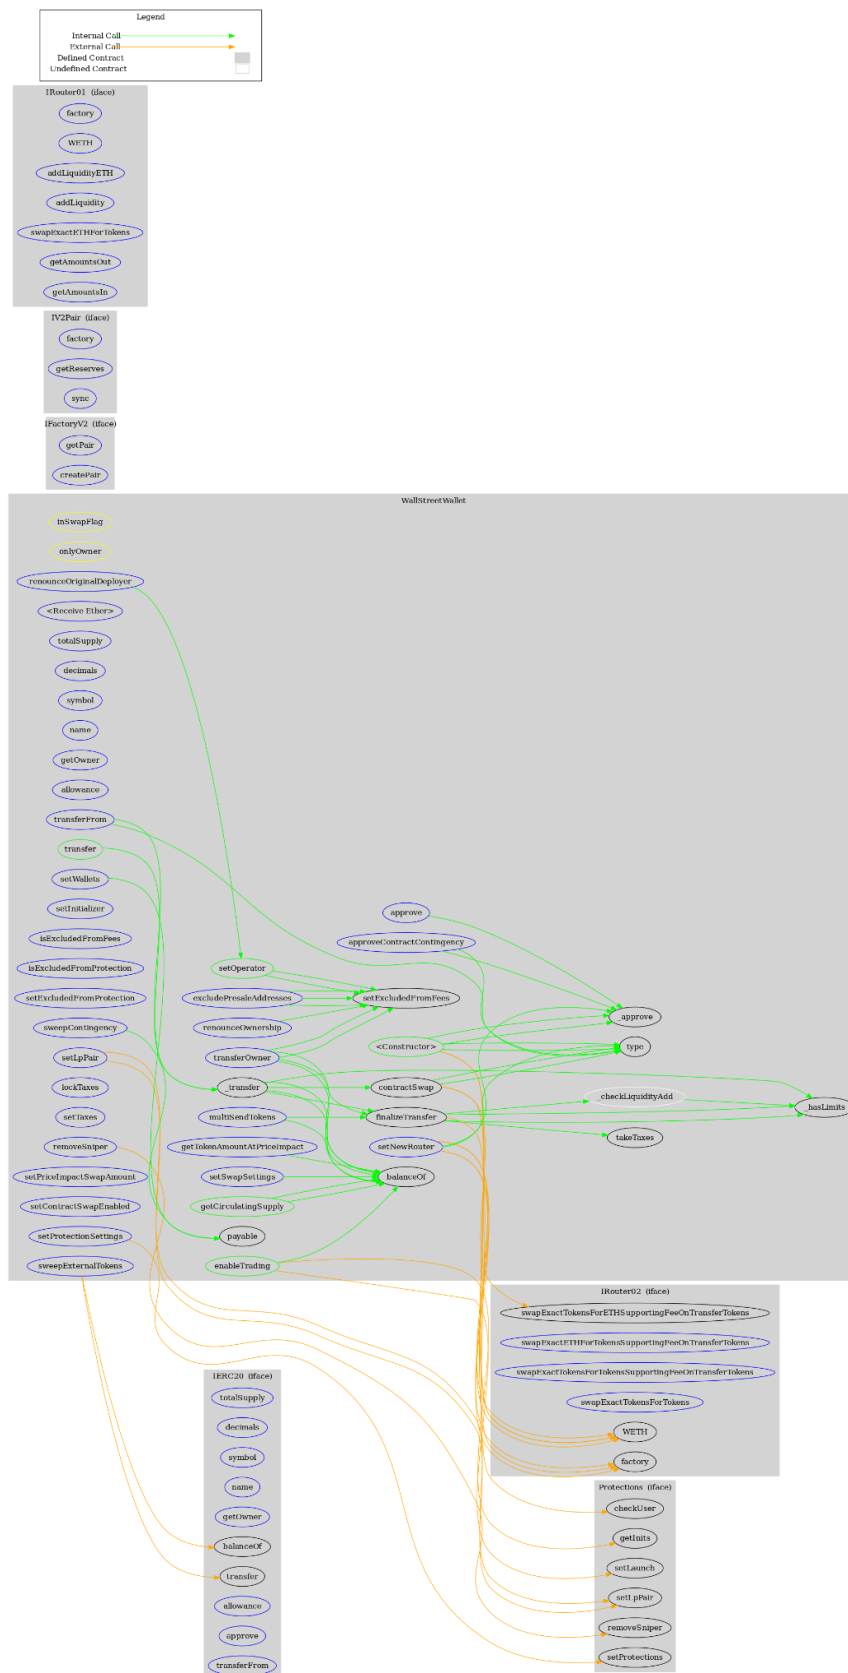 Legend
Internal Call
External Call
Defined Contract
Undefined Contract
IRouter01 (iface)
factory
WETH
addLiquidityETH
addLiquidity
swapExactETHForTokens
getAmountsOut
getAmountsIn
IV2Pair (iface)
factory
getReserves
sync
IFactoryV2 (iface)
getPair
createPair
WallStreetWallet
inSwapFlag
onlyOwner
renounceOriginalDeployer
<Receive Ether>
totalSupply
decimals
symbol
name
getOwner
allowance
transferFrom
transfer
setWallets
setInitializer
isExcludedFromFees
isExcludedFromProtection
setExcludedFromProtection
sweepContingency
setLpPair
lockTaxes
setTaxes
removeSniper
setPriceImpactSwapAmount
setContractSwapEnabled
setProtectionSettings
sweepExternalTokens
setOperator
excludePresaleAddresses
renounceOwnership
transferOwner
_transfer
multiSendTokens
getTokenAmountAtPriceImpact
setSwapSettings
getCirculatingSupply
payable
enableTrading
approve
approveContractContingency
setExcludedFromFees
<Constructor>
contractSwap
finalizeTransfer
setNewRouter
balanceOf
_approve
type
checkLiquidityAdd
takeTaxes
_hasLimits
IRouter02 (iface)
swapExactTokensForETHSupportingFeeOnTransferTokens
swapExactETHForTokensSupportingFeeOnTransferTokens
swapExactTokensForTokensSupportingFeeOnTransferTokens
swapExactTokensForTokens
WETH
factory
IERC20 (iface)
totalSupply
decimals
symbol
name
getOwner
balanceOf
transfer
allowance
approve
transferFrom
Protections (iface)
checkUser
getInits
setLaunch
setLpPair
removeSniper
setProtections